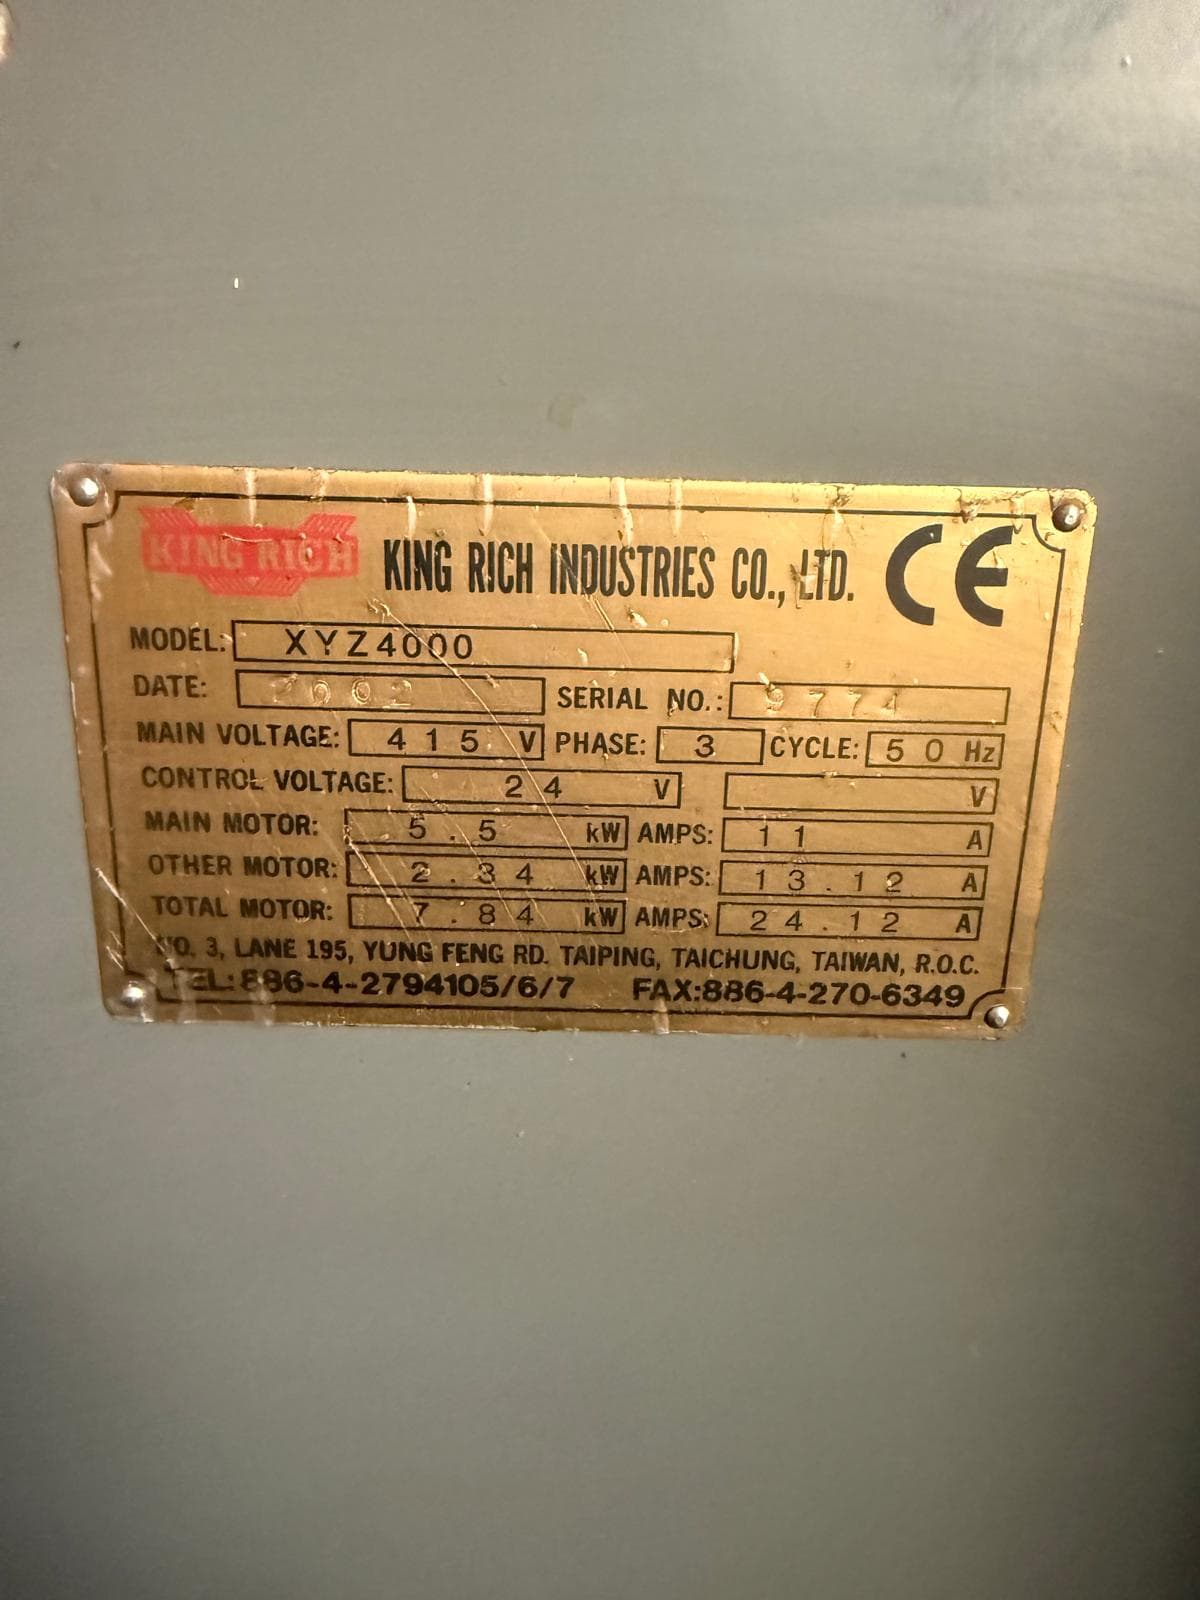 KING RICH KING RICH INDUSTRIES CO., LTD. CE
MODEL: XYZ4000
DATE: 2002 SERIAL NO.: 9774
MAIN VOLTAGE: 415 V PHASE: 3 CYCLE: 50 Hz
CONTROL VOLTAGE: 24 V V
MAIN MOTOR: 5.5 kW AMPS: 11 A
OTHER MOTOR: 2.34 kW AMPS: 13.12 A
TOTAL MOTOR: 7.84 kW AMPS: 24.12 A
NO. 3, LANE 195, YUNG FENG RD. TAIPING, TAICHUNG, TAIWAN, R.O.C.
TEL:886-4-2794105/6/7 FAX:886-4-270-6349